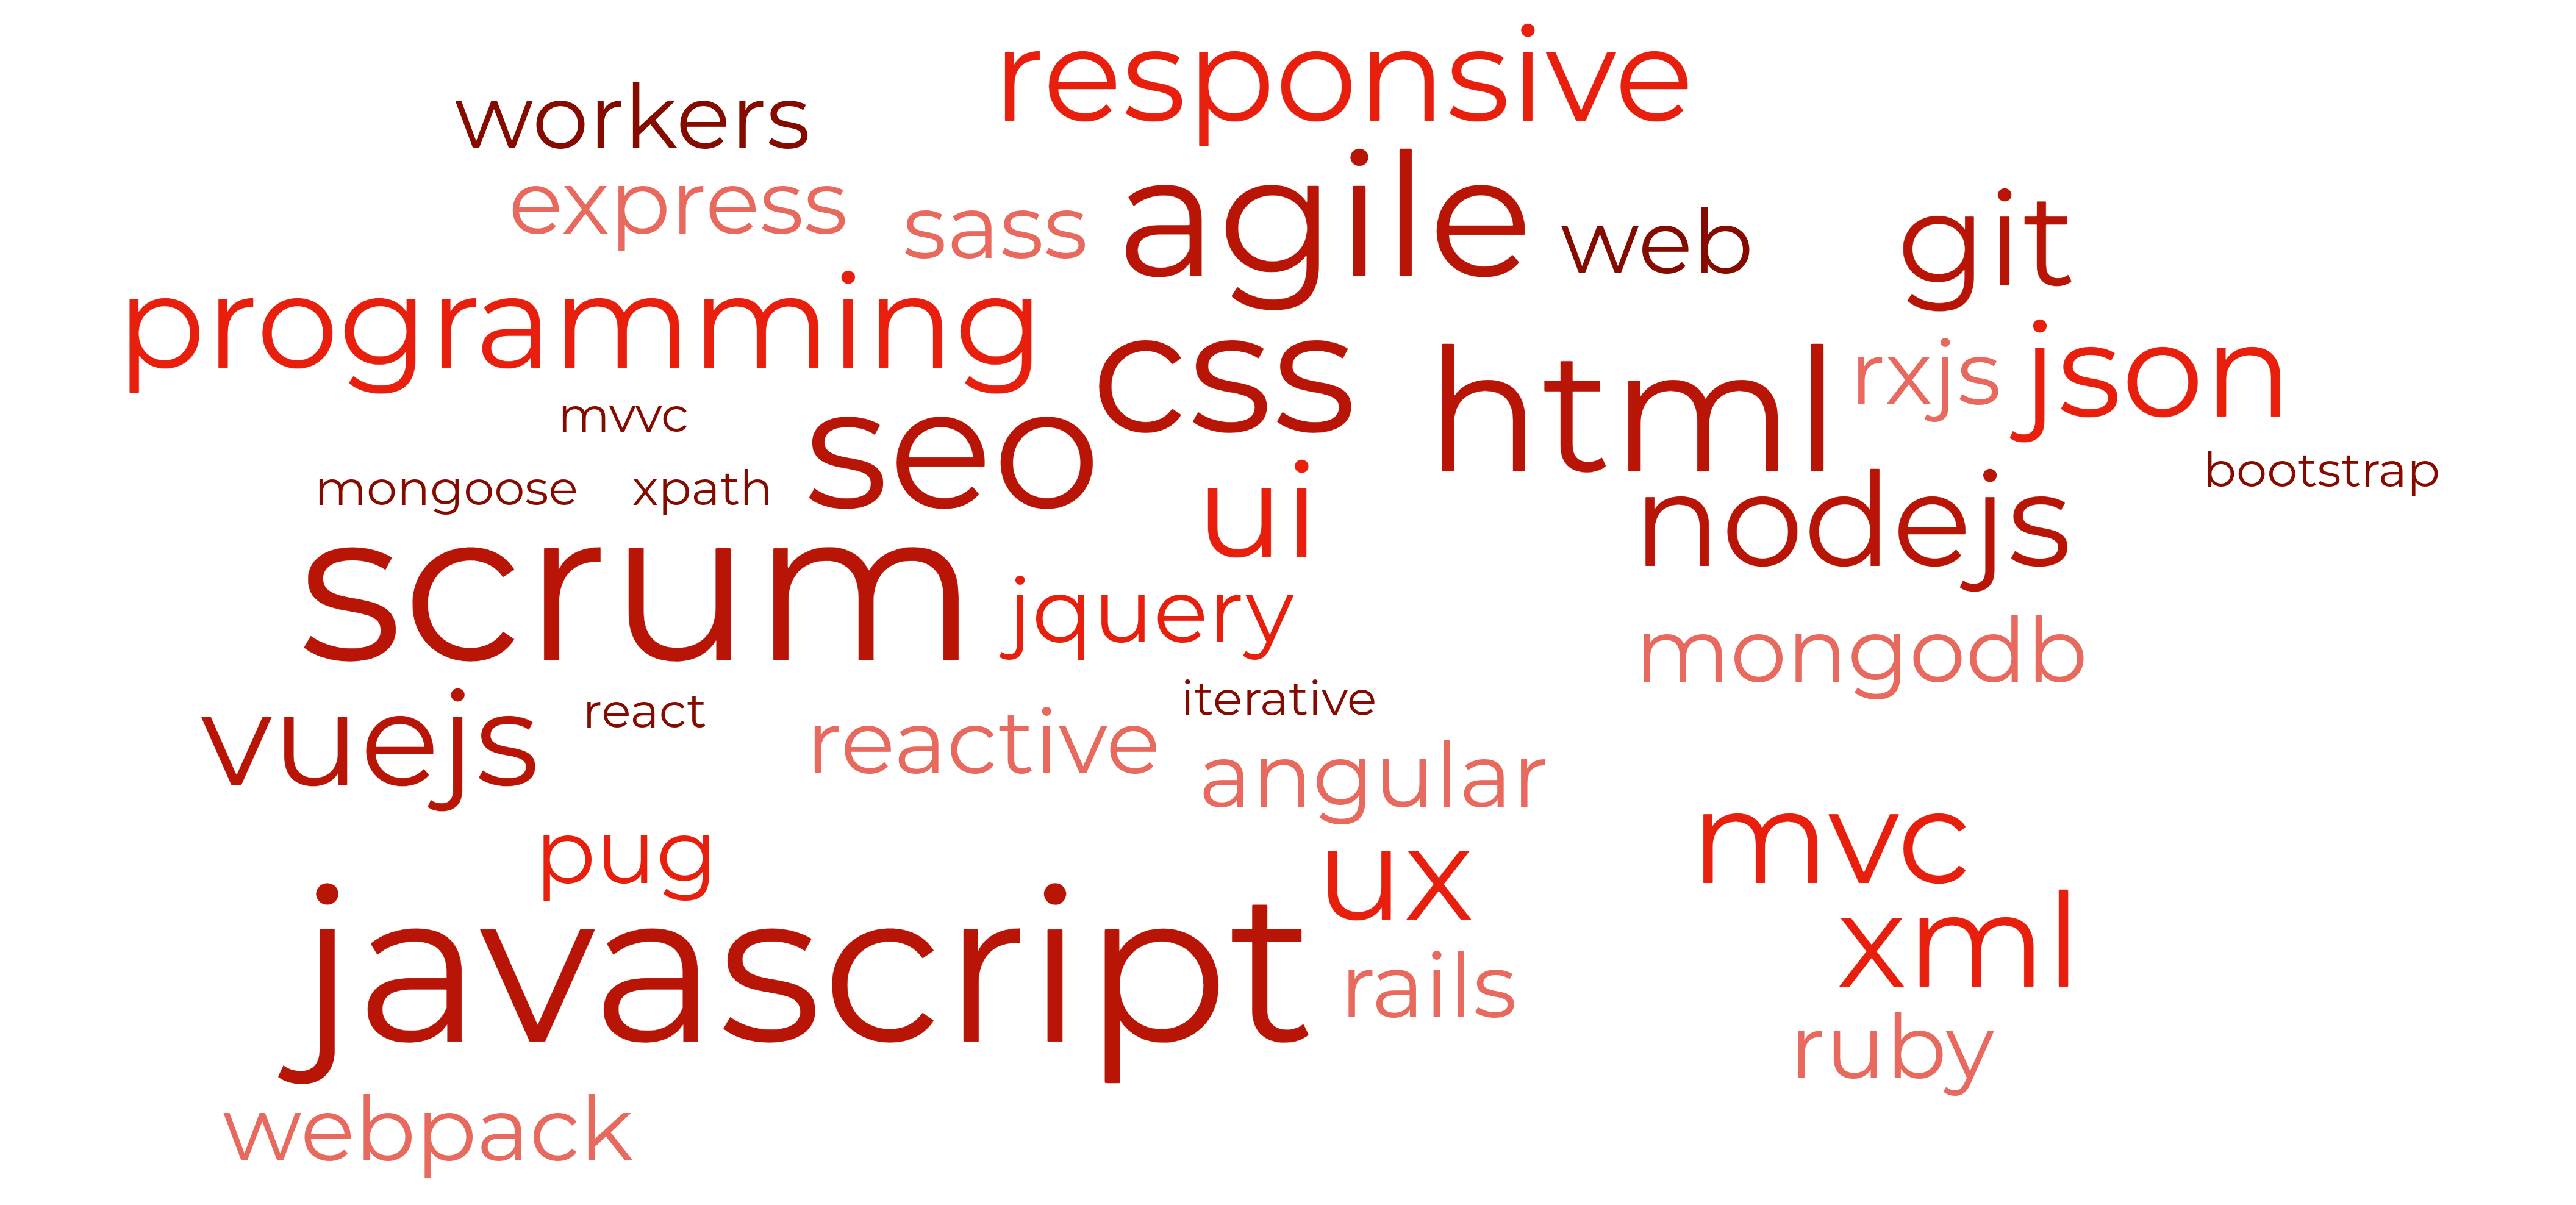 responsive
workers
express
sass
agile
web
git
programming
css
html
rxjs
json
mvvc
seo
mongoose
xpath
ui
nodejs
bootstrap
scrum
jquery
mongodb
vuejs
react
reactive
iterative
angular
pug
ux
mvc
javascript
xml
rails
ruby
webpack